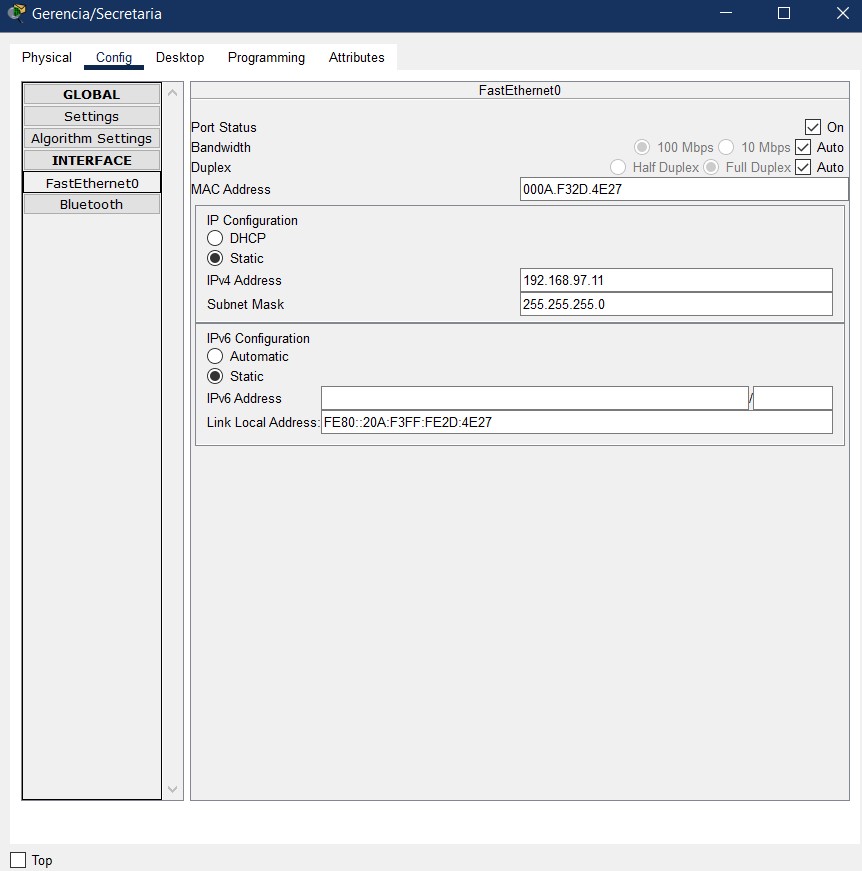 Gerencia/Secretaria
Physical Config Desktop Programming Attributes
GLOBAL
Settings
Algorithm Settings
INTERFACE
FastEthernet0
Bluetooth
FastEthernet0
Port Status On
Bandwidth 100 Mbps 10 Mbps Auto
Duplex Half Duplex Full Duplex Auto
MAC Address 000A.F32D.4E27
IP Configuration
DHCP
Static
IPv4 Address 192.168.97.11
Subnet Mask 255.255.255.0
IPv6 Configuration
Automatic
Static
IPv6 Address /
Link Local Address: FE80::20A:F3FF:FE2D:4E27
Top